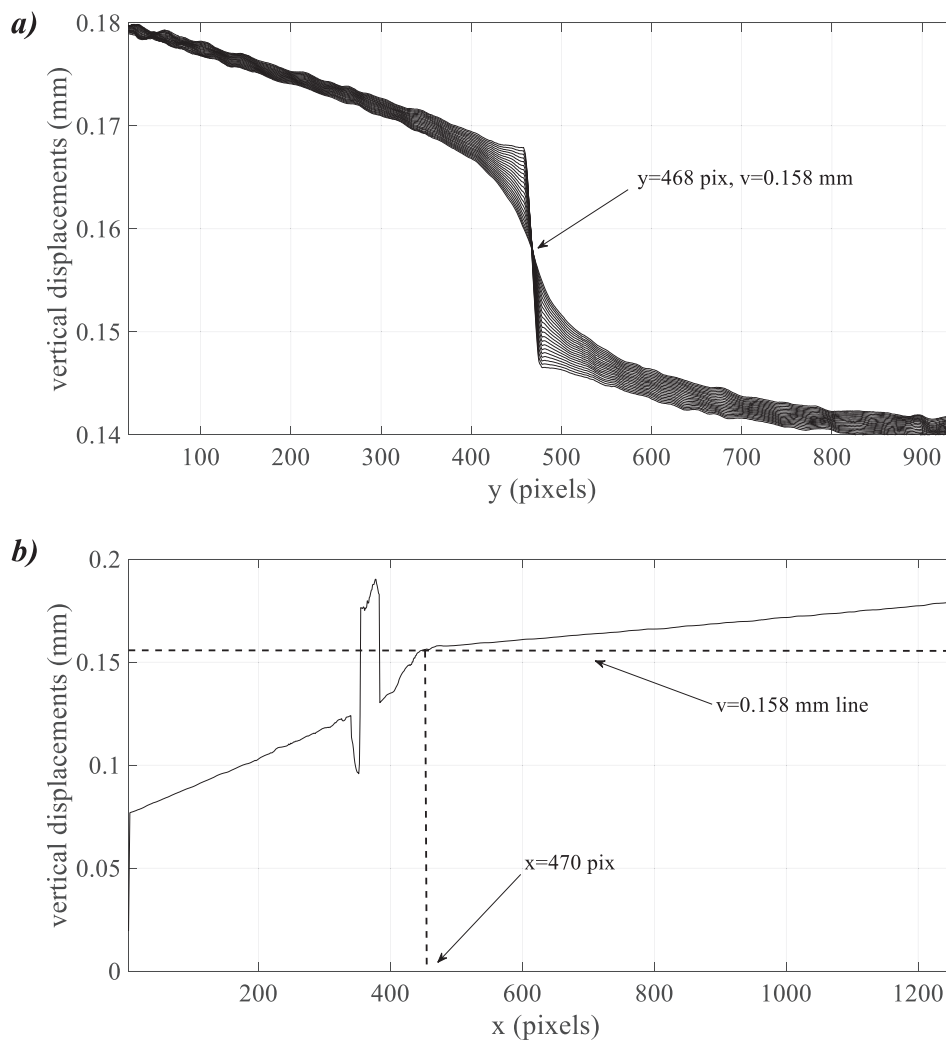 a)
vertical displacements (mm)
0.18
0.17
0.16
0.15
0.14
y=468 pix, v=0.158 mm
100 200 300 400 500 600 700 800 900
y (pixels)
b)
vertical displacements (mm)
0.2
0.15
0.1
0.05
0
v=0.158 mm line
x=470 pix
200 400 600 800 1000 1200
x (pixels)